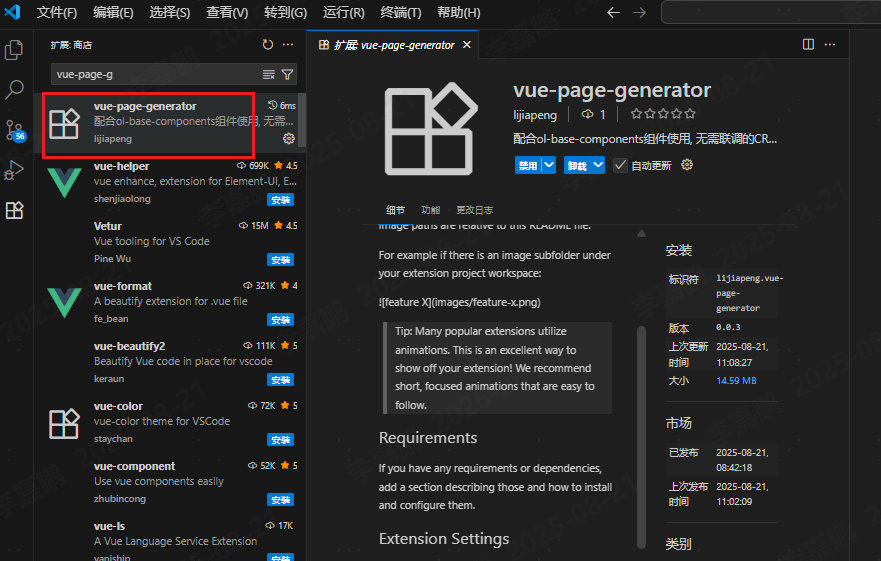 文件(F) 编辑(E) 选择(S) 查看(V) 转到(G) 运行(R) 终端(T) 帮助(H)
扩展: 商店
vue-page-g
56
vue-page-generator 6ms
配合ol-base-components组件使用, 无需...
lijiapeng
vue-helper 699K 4.5
vue enhance, extension for Element-UI, E...
shenjiaolong 安装
Vetur 15M 4.5
Vue tooling for VS Code
Pine Wu 安装
vue-format 321K 4
A beautify extension for .vue file
fe_bean 安装
vue-beautify2 111K 5
Beautify Vue code in place for vscode
keraun 安装
vue-color 72K 5
vue-color theme for VSCode
staychan 安装
vue-component 52K 5
Use vue components easily
zhubincong 安装
vue-ls 17K
A Vue Language Service Extension
vanishin 安装
扩展: vue-page-generator
vue-page-generator
lijiapeng 1
配合ol-base-components组件使用, 无需联调的CR...
禁用 卸载 自动更新
细节 功能 更改日志
image paths are relative to this README file.
For example if there is an image subfolder under
your extension project workspace:
![feature X](images/feature-x.png)
Tip: Many popular extensions utilize
animations. This is an excellent way to
show off your extension! We recommend
short, focused animations that are easy to
follow.
Requirements
If you have any requirements or dependencies,
add a section describing those and how to install
and configure them.
Extension Settings
安装
标识符 lijiapeng.vue-
page-
generator
版本 0.0.3
上次更新 2025-08-21,
时间 11:08:27
大小 14.59 MB
市场
已发布 2025-08-21,
08:42:18
上次发布 2025-08-21,
时间 11:02:09
类别